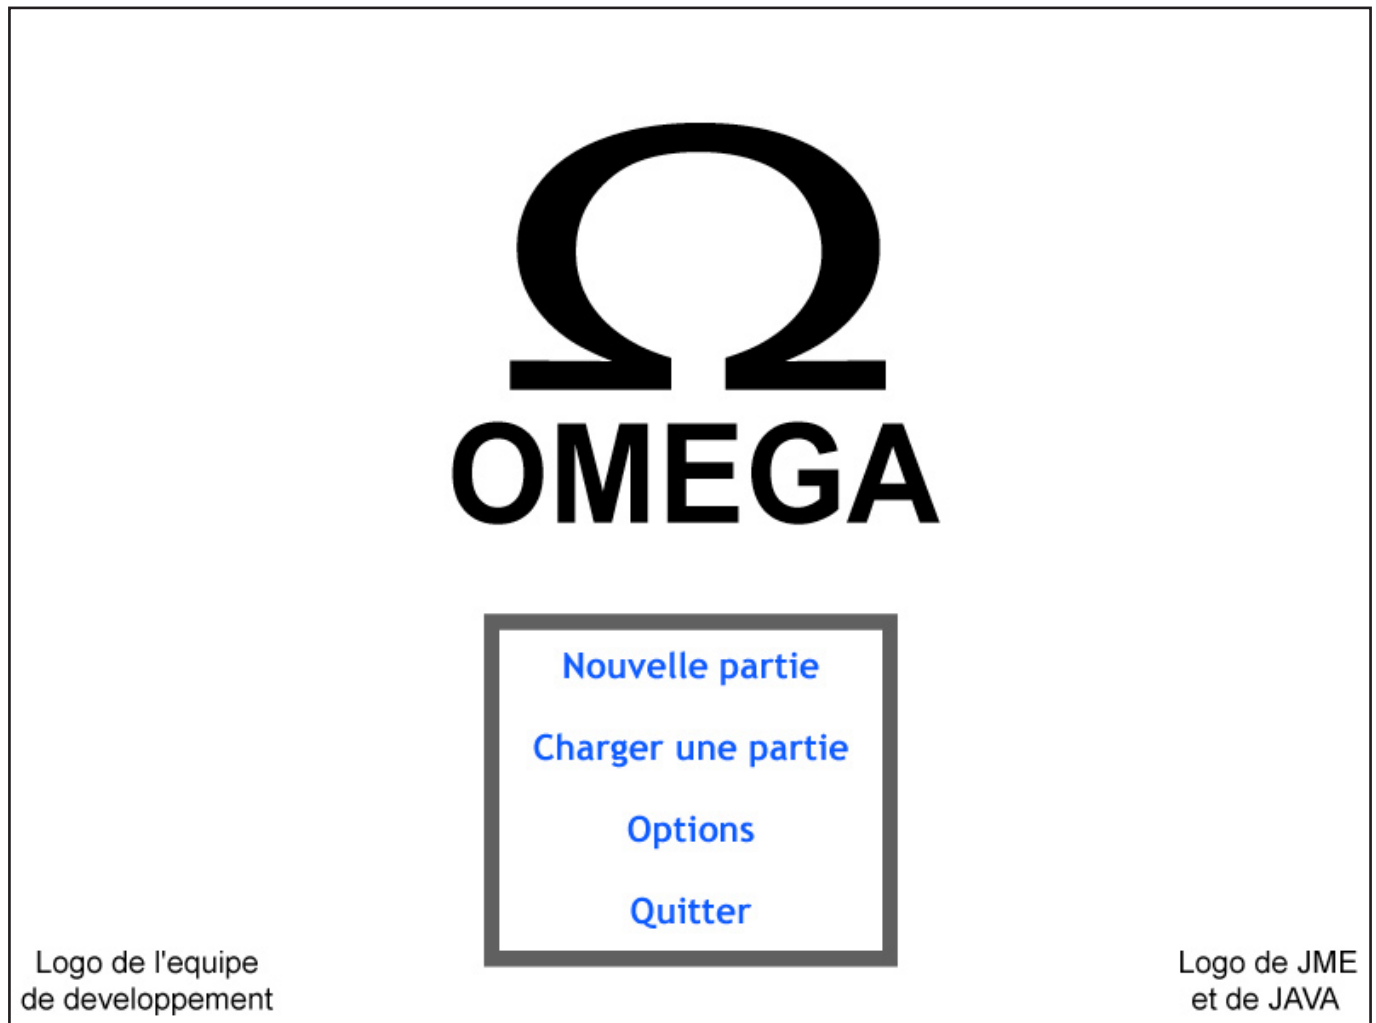 Ω
OMEGA
Nouvelle partie
Charger une partie
Options
Quitter
Logo de l'equipe
de developpement
Logo de JME
et de JAVA